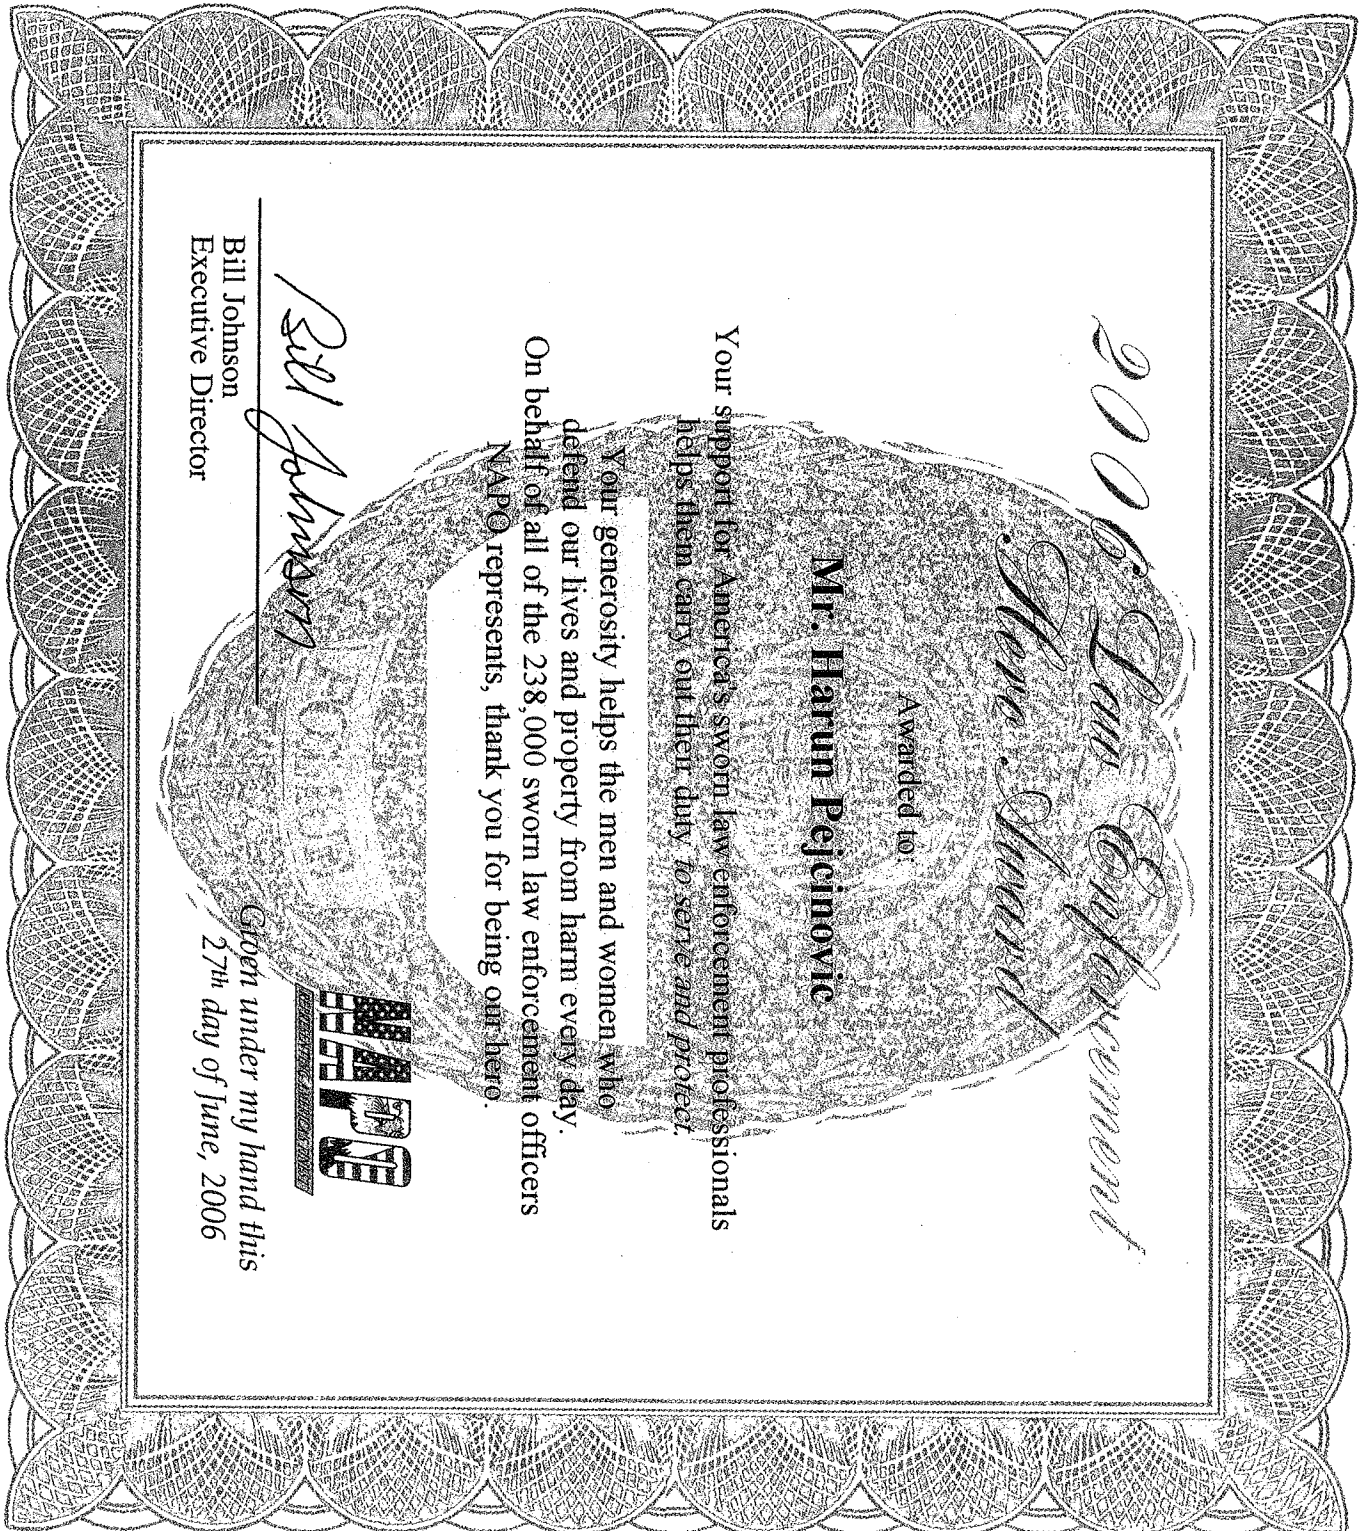 2006 Law Enforcement
Hero Award
Awarded to:
Mr. Harun Pejcinovic
Your support for America's sworn law enforcement professionals
helps them carry out their duty to serve and protect.
Your generosity helps the men and women who
defend our lives and property from harm every day.
On behalf of all of the 238,000 sworn law enforcement officers
NAPO represents, thank you for being our hero.
NAPO
Bill Johnson
Bill Johnson
Executive Director
Given under my hand this
27th day of June, 2006